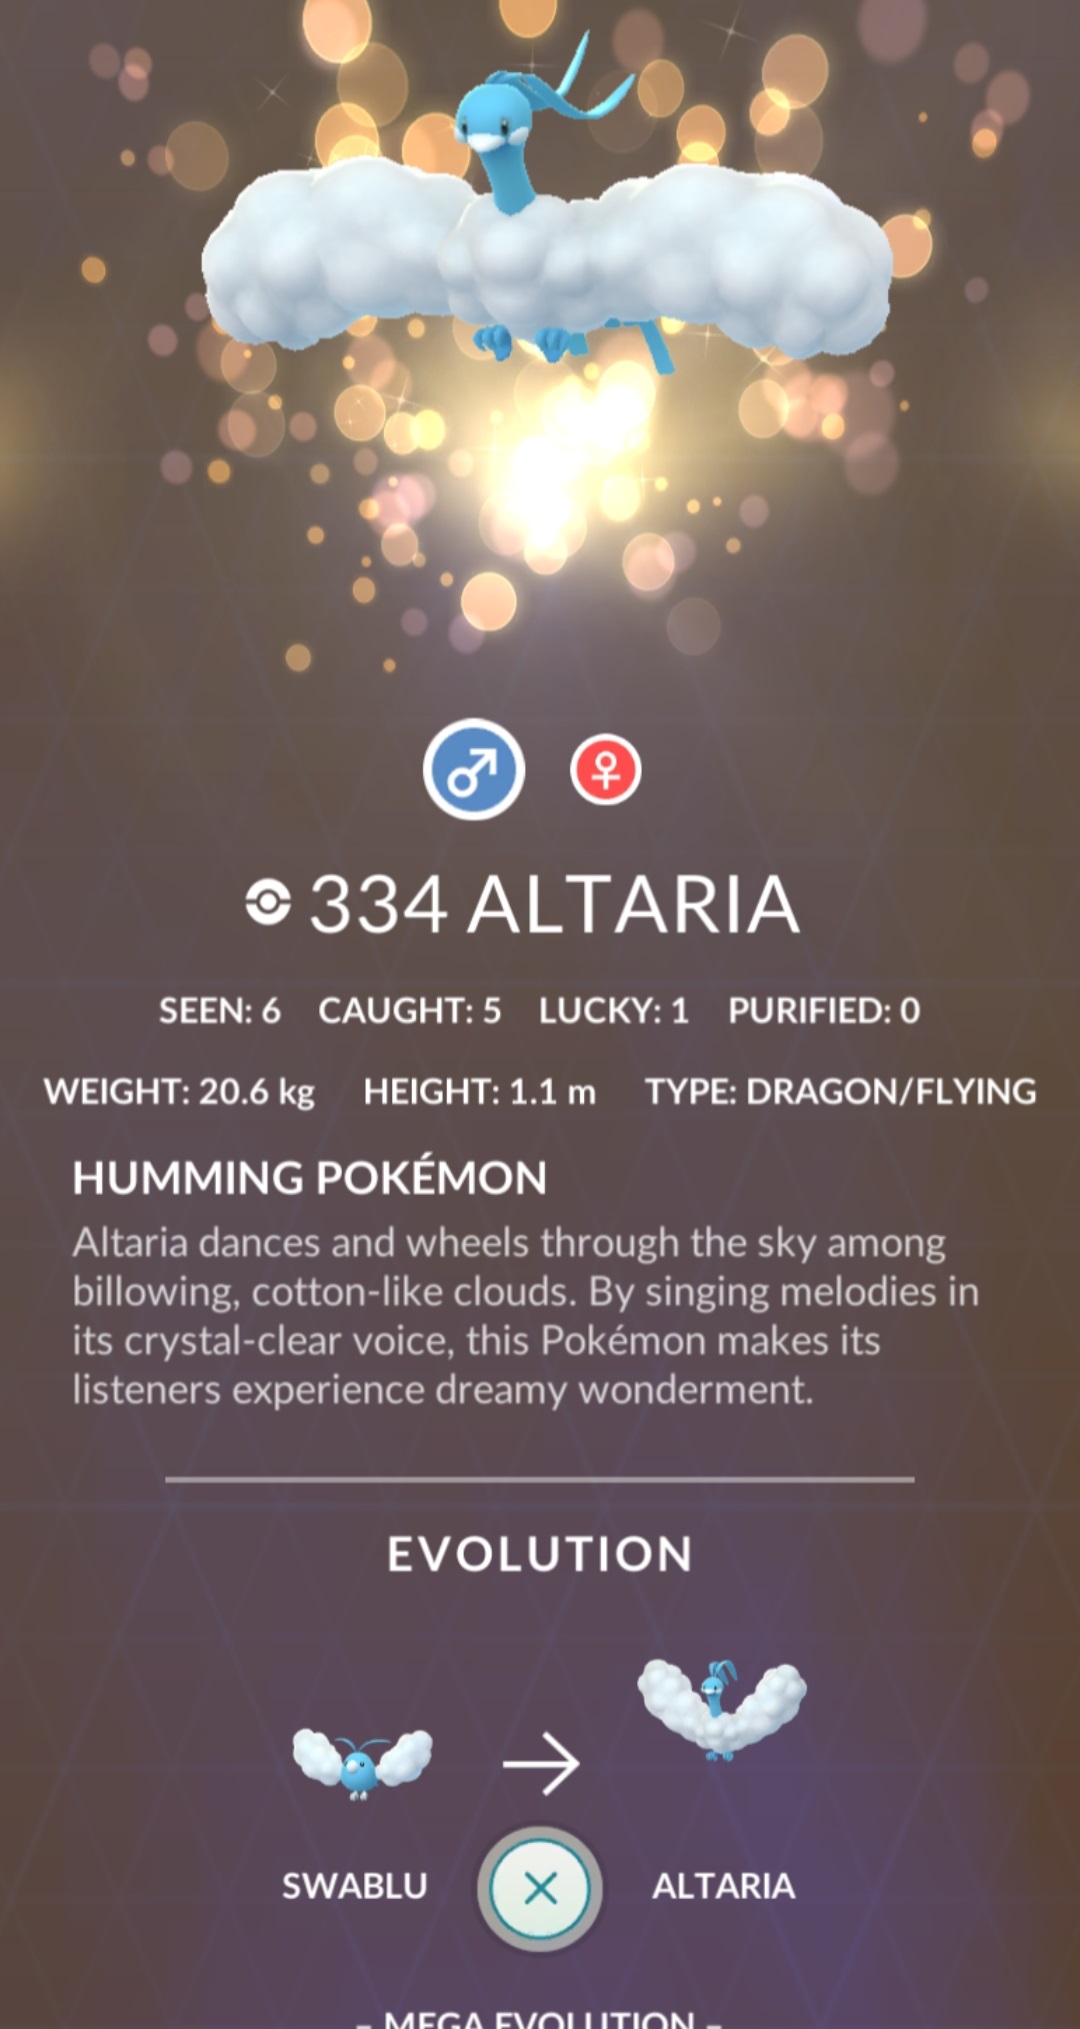 334 ALTARIA
SEEN: 6 CAUGHT: 5 LUCKY: 1 PURIFIED: 0
WEIGHT: 20.6 kg HEIGHT: 1.1 m TYPE: DRAGON/FLYING
HUMMING POKÉMON
Altaria dances and wheels through the sky among
billowing, cotton-like clouds. By singing melodies in
its crystal-clear voice, this Pokémon makes its
listeners experience dreamy wonderment.
EVOLUTION
SWABLU ALTARIA
– MEGA EVOLUTION –